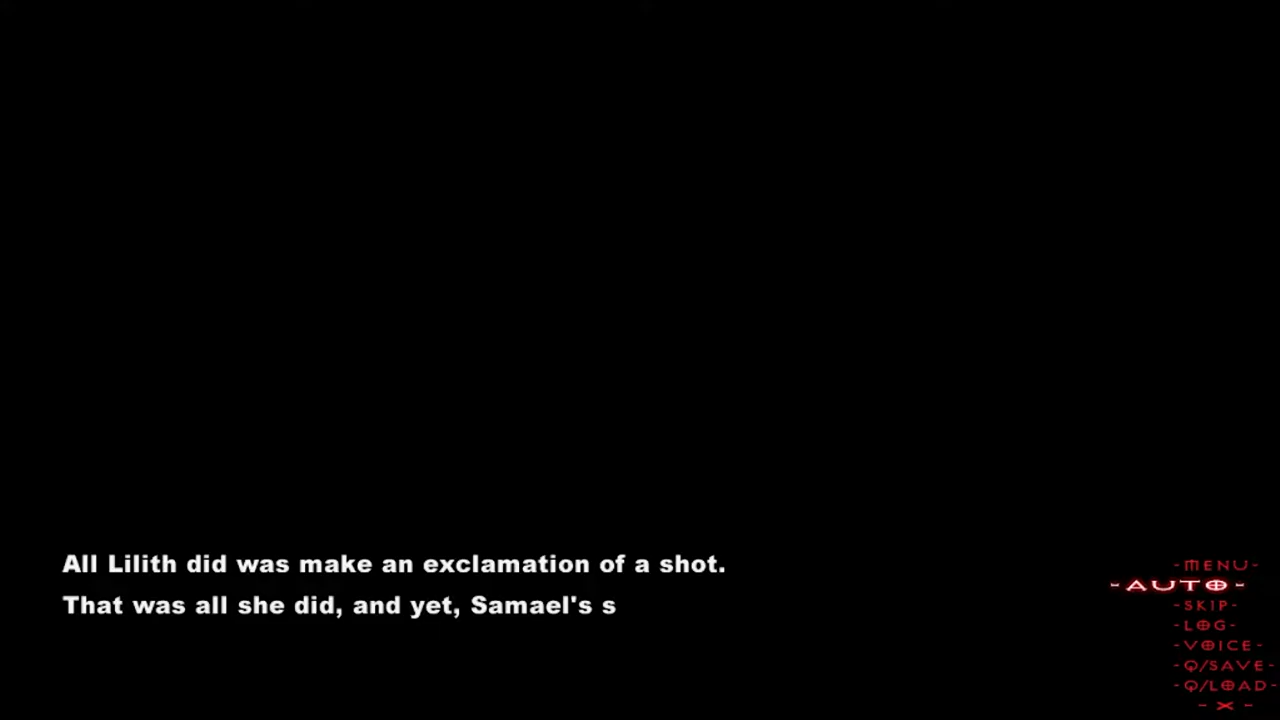 All Lilith did was make an exclamation of a shot.
That was all she did, and yet, Samael's s
-MENU-
-AUTO-
-SKIP-
-LOG-
-VOICE-
-Q/SAVE-
-Q/LOAD-
-X-